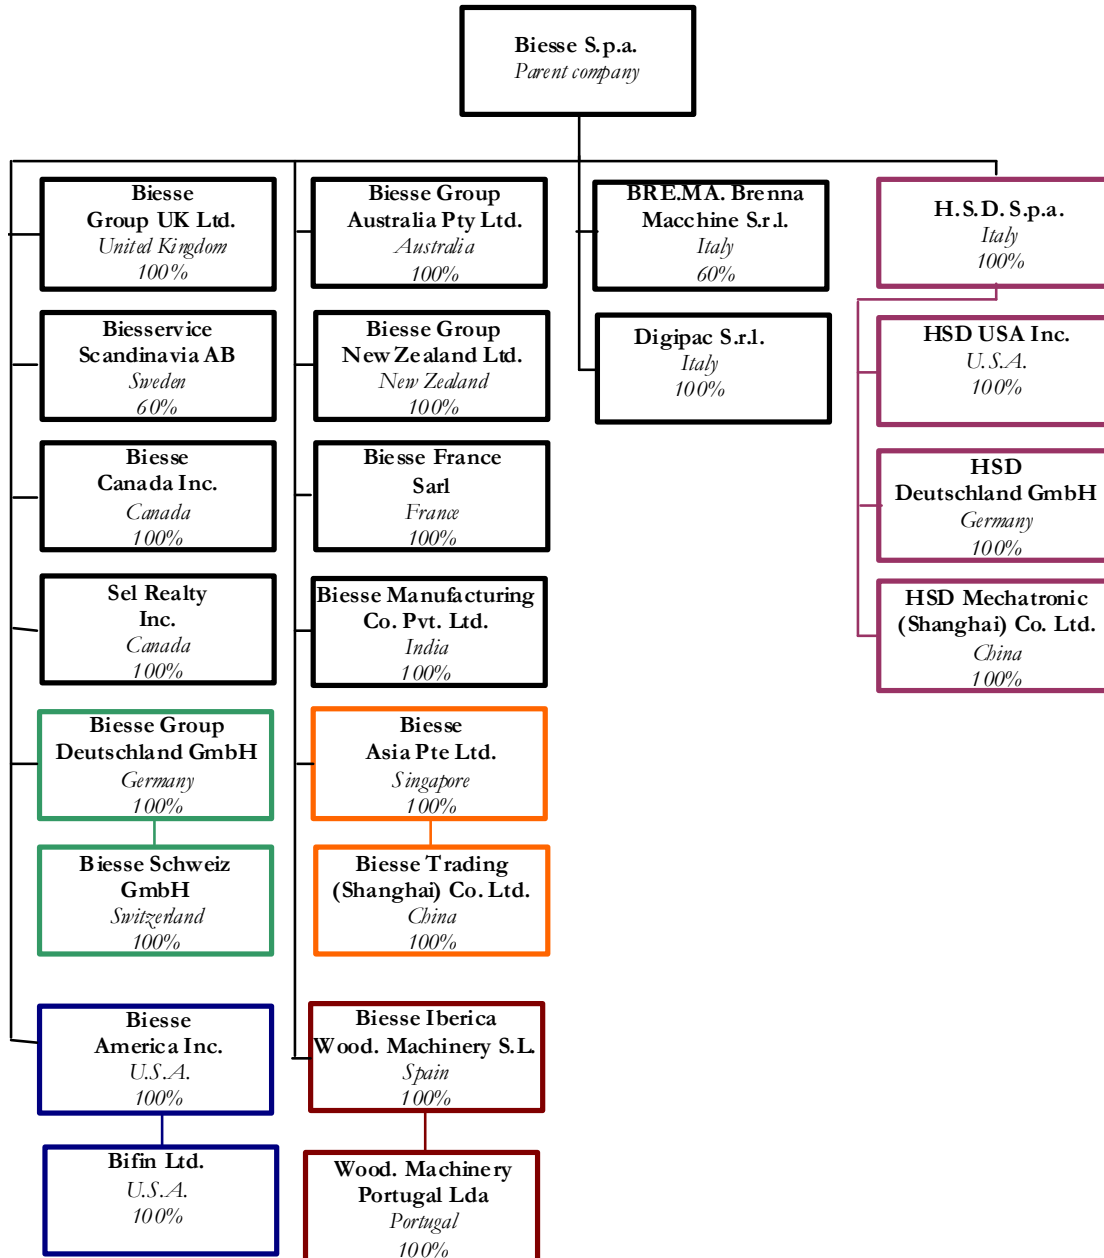 Biesse S.p.a.
Parent company
Biesse
Group UK Ltd.
United Kingdom
100%
Biesse Group
Australia Pty Ltd.
Australia
100%
BRE.MA. Brenna
Macchine S.r.l.
Italy
60%
H.S.D. S.p.a.
Italy
100%
Biesservice
Scandinavia AB
Sweden
60%
Biesse Group
New Zealand Ltd.
New Zealand
100%
Digipac S.r.l.
Italy
100%
HSD USA Inc.
U.S.A.
100%
Biesse
Canada Inc.
Canada
100%
Biesse France
Sarl
France
100%
HSD
Deutschland GmbH
Germany
100%
Sel Realty
Inc.
Canada
100%
Biesse Manufacturing
Co. Pvt. Ltd.
India
100%
HSD Mechatronic
(Shanghai) Co. Ltd.
China
100%
Biesse Group
Deutschland GmbH
Germany
100%
Biesse
Asia Pte Ltd.
Singapore
100%
Biesse Schweiz
GmbH
Switzerland
100%
Biesse Trading
(Shanghai) Co. Ltd.
China
100%
Biesse
America Inc.
U.S.A.
100%
Biesse Iberica
Wood. Machinery S.L.
Spain
100%
Bifin Ltd.
U.S.A.
100%
Wood. Machinery
Portugal Lda
Portugal
100%